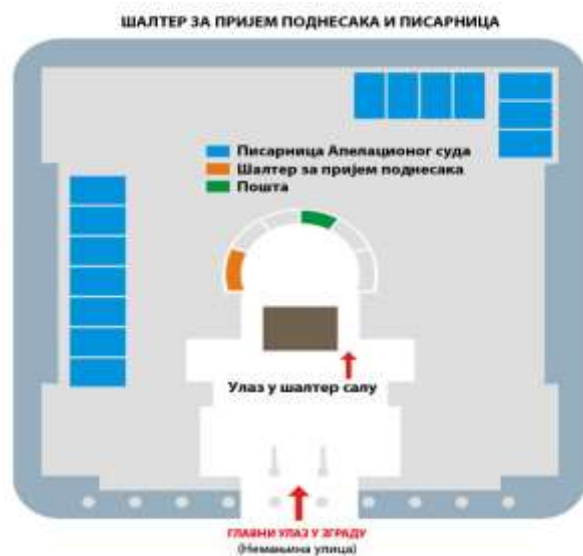 ШАЛТЕР ЗА ПРИЈЕМ ПОДНЕСАКА И ПИСАРНИЦА
Писарница Апелационог суда
Шалтер за пријем поднесака
Пошта
Улаз у шалтер салу
ГЛАВНИ УЛАЗ У ЗГРАДУ
(Немањина улица)